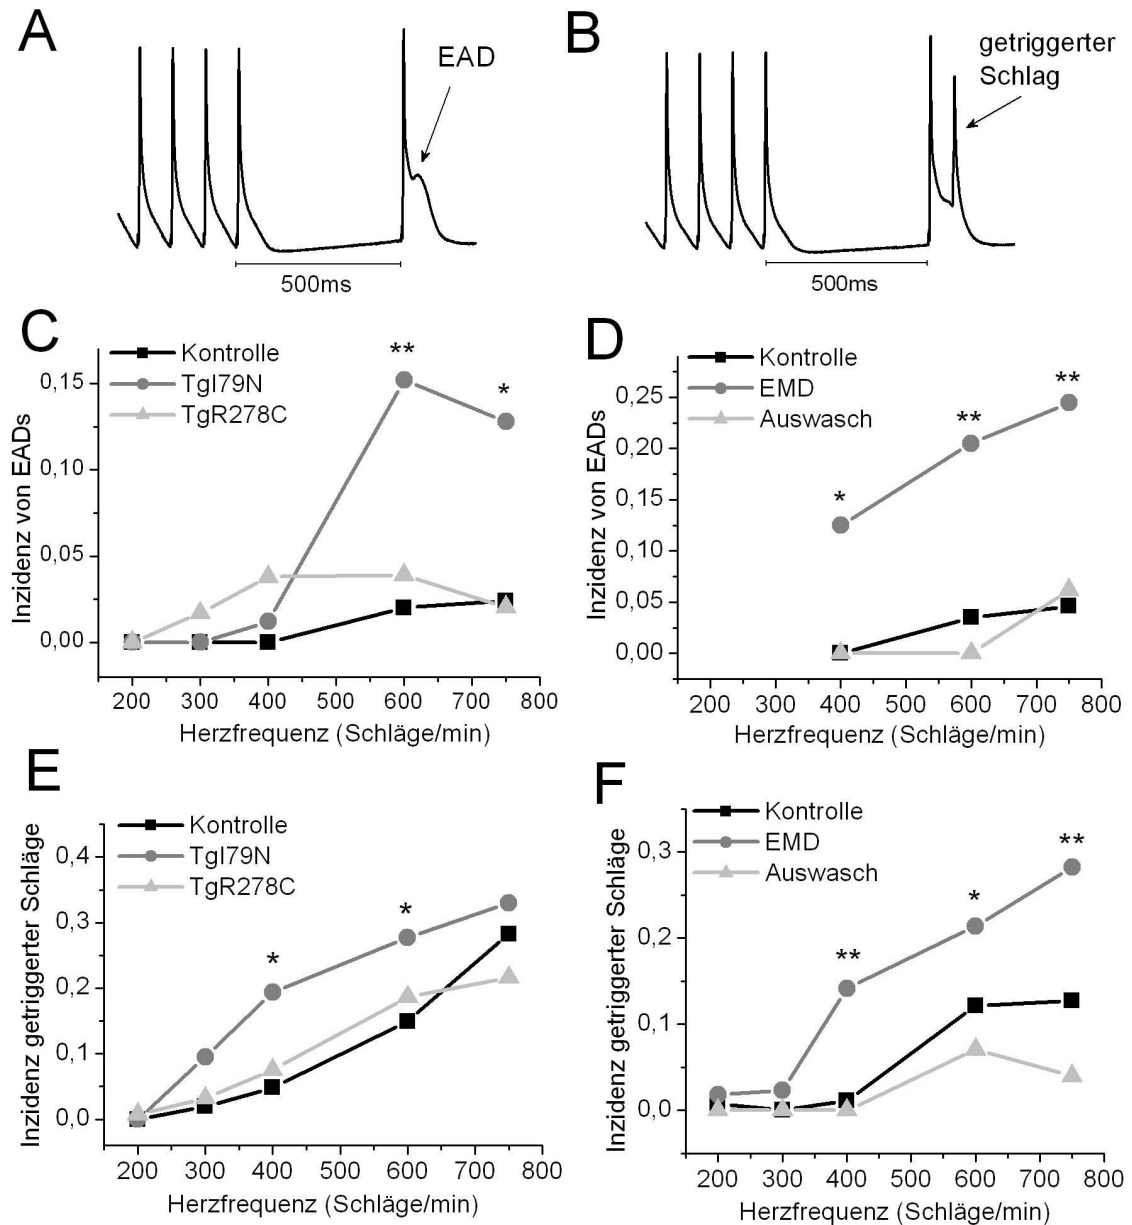 A
EAD
500ms
B
getriggerter
Schlag
500ms
C
Kontrolle
TgI79N
TgR278C
**
*
0,15
0,10
0,05
0,00
Inzidenz von EADs
200 300 400 500 600 700 800
Herzfrequenz (Schläge/min)
D
Kontrolle
EMD
Auswasch
*
**
**
0,25
0,20
0,15
0,10
0,05
0,00
Inzidenz von EADs
200 300 400 500 600 700 800
Herzfrequenz (Schläge/min)
E
Kontrolle
TgI79N
TgR278C
*
*
0,4
0,3
0,2
0,1
0,0
Inzidenz getriggerter Schläge
200 300 400 500 600 700 800
Herzfrequenz (Schläge/min)
F
Kontrolle
EMD
Auswasch
**
*
**
0,3
0,2
0,1
0,0
Inzidenz getriggerter Schläge
200 300 400 500 600 700 800
Herzfrequenz (Schläge/min)